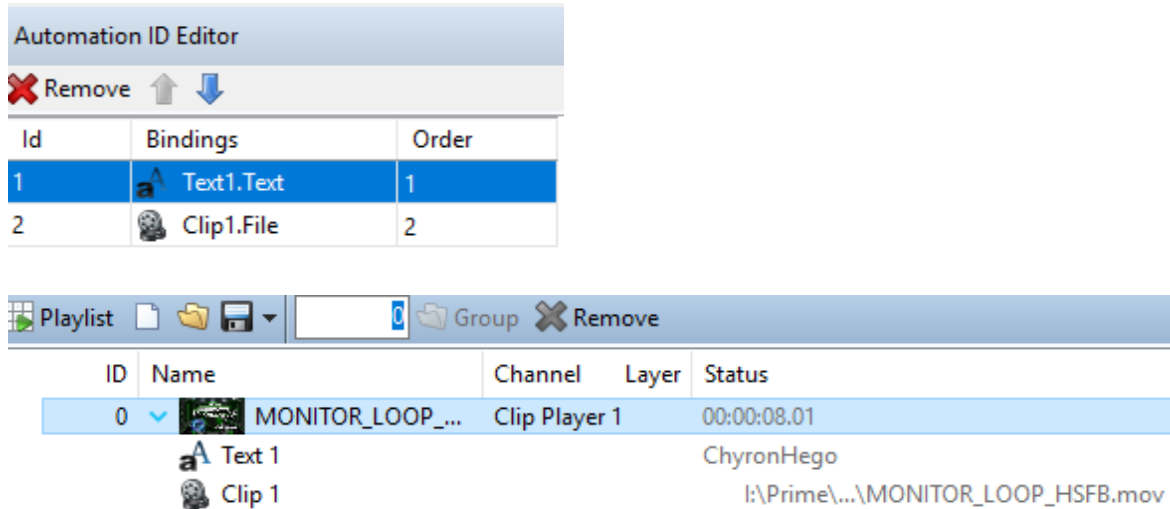 Automation ID Editor
Remove
Id Bindings Order
1 Text1.Text 1
2 Clip1.File 2
Playlist 0 Group Remove
ID Name Channel Layer Status
0 MONITOR_LOOP_... Clip Player 1 00:00:08.01
Text 1 ChyronHego
Clip 1 I:\Prime\...\MONITOR_LOOP_HSFB.mov